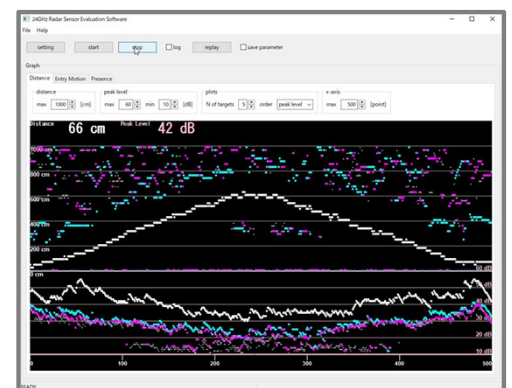 24GHz Radar Sensor Evaluation Software
File Help
setting start stop log replay save parameter
Graph
Distance Entry Motion Presence
distance peak level plots x-axis
max 1000 [cm] max 60 min 10 [dB] N of targets 5 order peak level max 500 [point]
Distance 66 cm Peak Level 42 dB
1000 cm
800 cm
600 cm
400 cm
200 cm
0 cm
60 dB
50 dB
40 dB
30 dB
20 dB
10 dB
0 100 200 300 400 500
READY